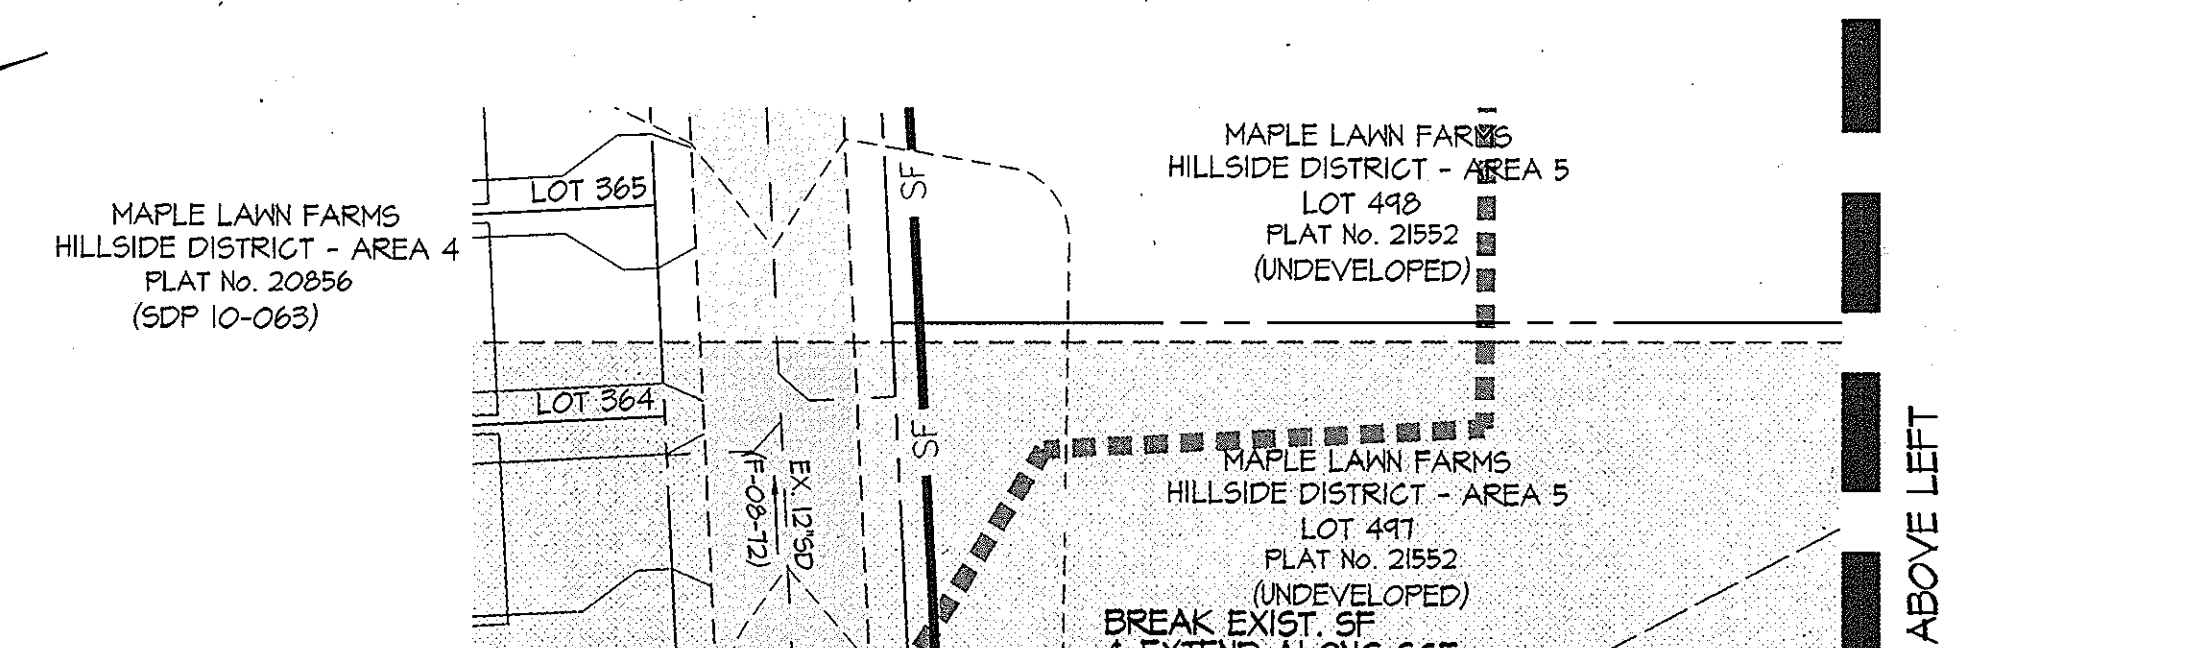 MAPLE LAWN FARMS
HILLSIDE DISTRICT - AREA 4
PLAT No. 20856
(SDP 10-063)
LOT 365
LOT 364
SF
SF
EX. 12"SD
(F-08-72)
MAPLE LAWN FARMS
HILLSIDE DISTRICT - AREA 5
LOT 498
PLAT No. 21552
(UNDEVELOPED)
MAPLE LAWN FARMS
HILLSIDE DISTRICT - AREA 5
LOT 497
PLAT No. 21552
(UNDEVELOPED)
BREAK EXIST. SF
& EXTEND ALONG
ABOVE LEFT